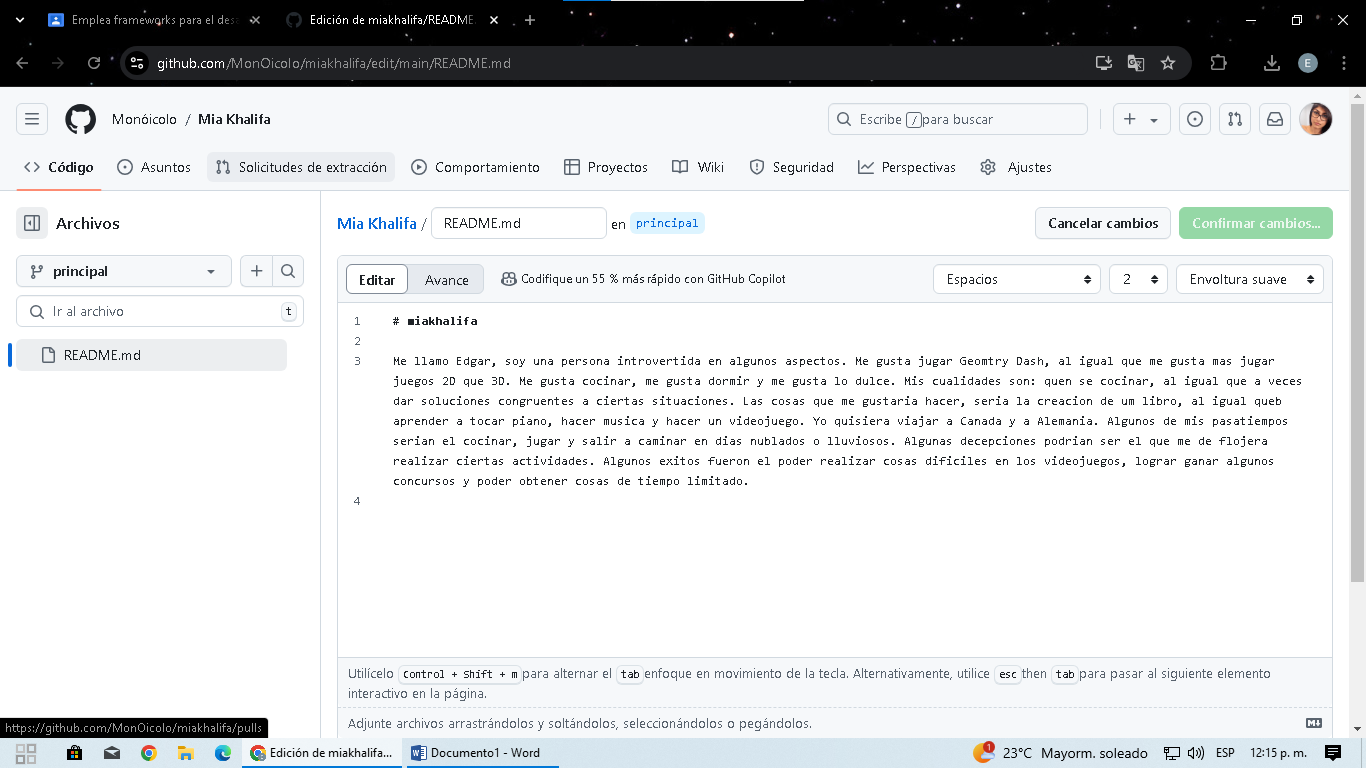 Emplea frameworks para el desa
Edición de miakhalifa/README
github.com/MonOicolo/miakhalifa/edit/main/README.md
E
Monóicolo / Mia Khalifa
Escribe / para buscar
Código
Asuntos
Solicitudes de extracción
Comportamiento
Proyectos
Wiki
Seguridad
Perspectivas
Ajustes
Archivos
Mia Khalifa / README.md en principal
Cancelar cambios
Confirmar cambios...
principal
Editar
Avance
Codifique un 55 % más rápido con GitHub Copilot
Espacios
2
Envoltura suave
Ir al archivo
t
README.md
1 # miakhalifa
2
3 Me llamo Edgar, soy una persona introvertida en algunos aspectos. Me gusta jugar Geomtry Dash, al igual que me gusta mas jugar
juegos 2D que 3D. Me gusta cocinar, me gusta dormir y me gusta lo dulce. Mis cualidades son: quen se cocinar, al igual que a veces
dar soluciones congruentes a ciertas situaciones. Las cosas que me gustaria hacer, seria la creacion de um libro, al igual queb
aprender a tocar piano, hacer musica y hacer un videojuego. Yo quisiera viajar a Canada y a Alemania. Algunos de mis pasatiempos
serian el cocinar, jugar y salir a caminar en dias nublados o lluviosos. Algunas decepciones podrian ser el que me de flojera
realizar ciertas actividades. Algunos exitos fueron el poder realizar cosas dificiles en los videojuegos, lograr ganar algunos
concursos y poder obtener cosas de tiempo limitado.
4
Utilícelo Control + Shift + m para alternar el tab enfoque en movimiento de la tecla. Alternativamente, utilice esc then tab para pasar al siguiente elemento
interactivo en la página.
Adjunte archivos arrastrándolos y soltándolos, seleccionándolos o pegándolos.
https://github.com/MonOicolo/miakhalifa/pulls
Edición de miakhalifa...
Documento1 - Word
1
23°C Mayorm. soleado
ESP
12:15 p. m.